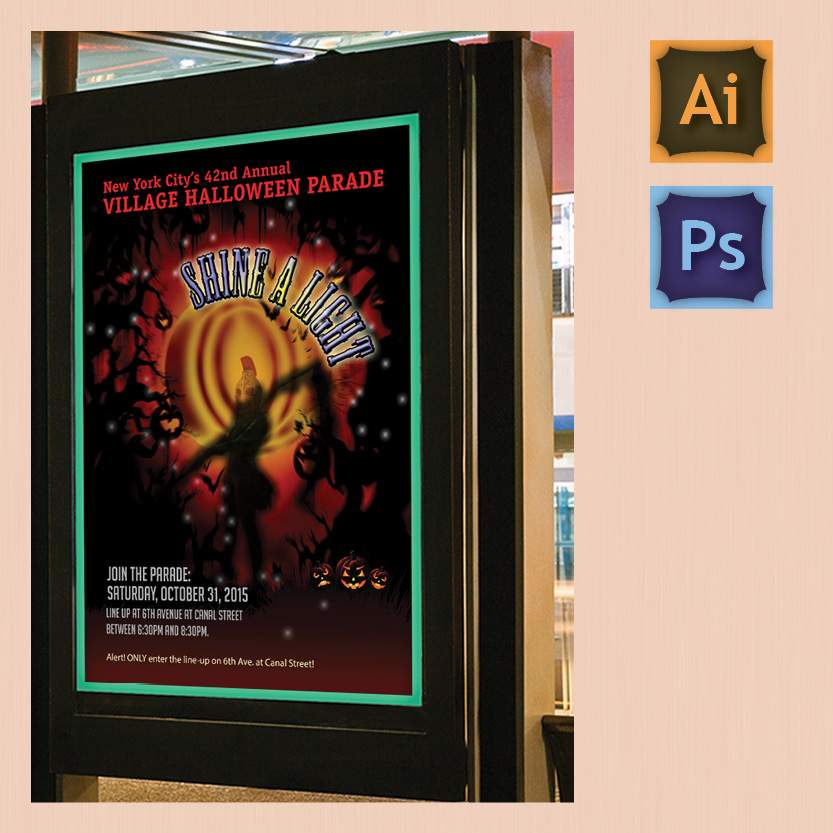 New York City's 42nd Annual
VILLAGE HALLOWEEN PARADE
SHINE A LIGHT
JOIN THE PARADE:
SATURDAY, OCTOBER 31, 2015
LINE UP AT 6TH AVENUE AT CANAL STREET
BETWEEN 6:30PM AND 8:30PM.
Alert! ONLY enter the line-up on 6th Ave. at Canal Street!
Ai
Ps